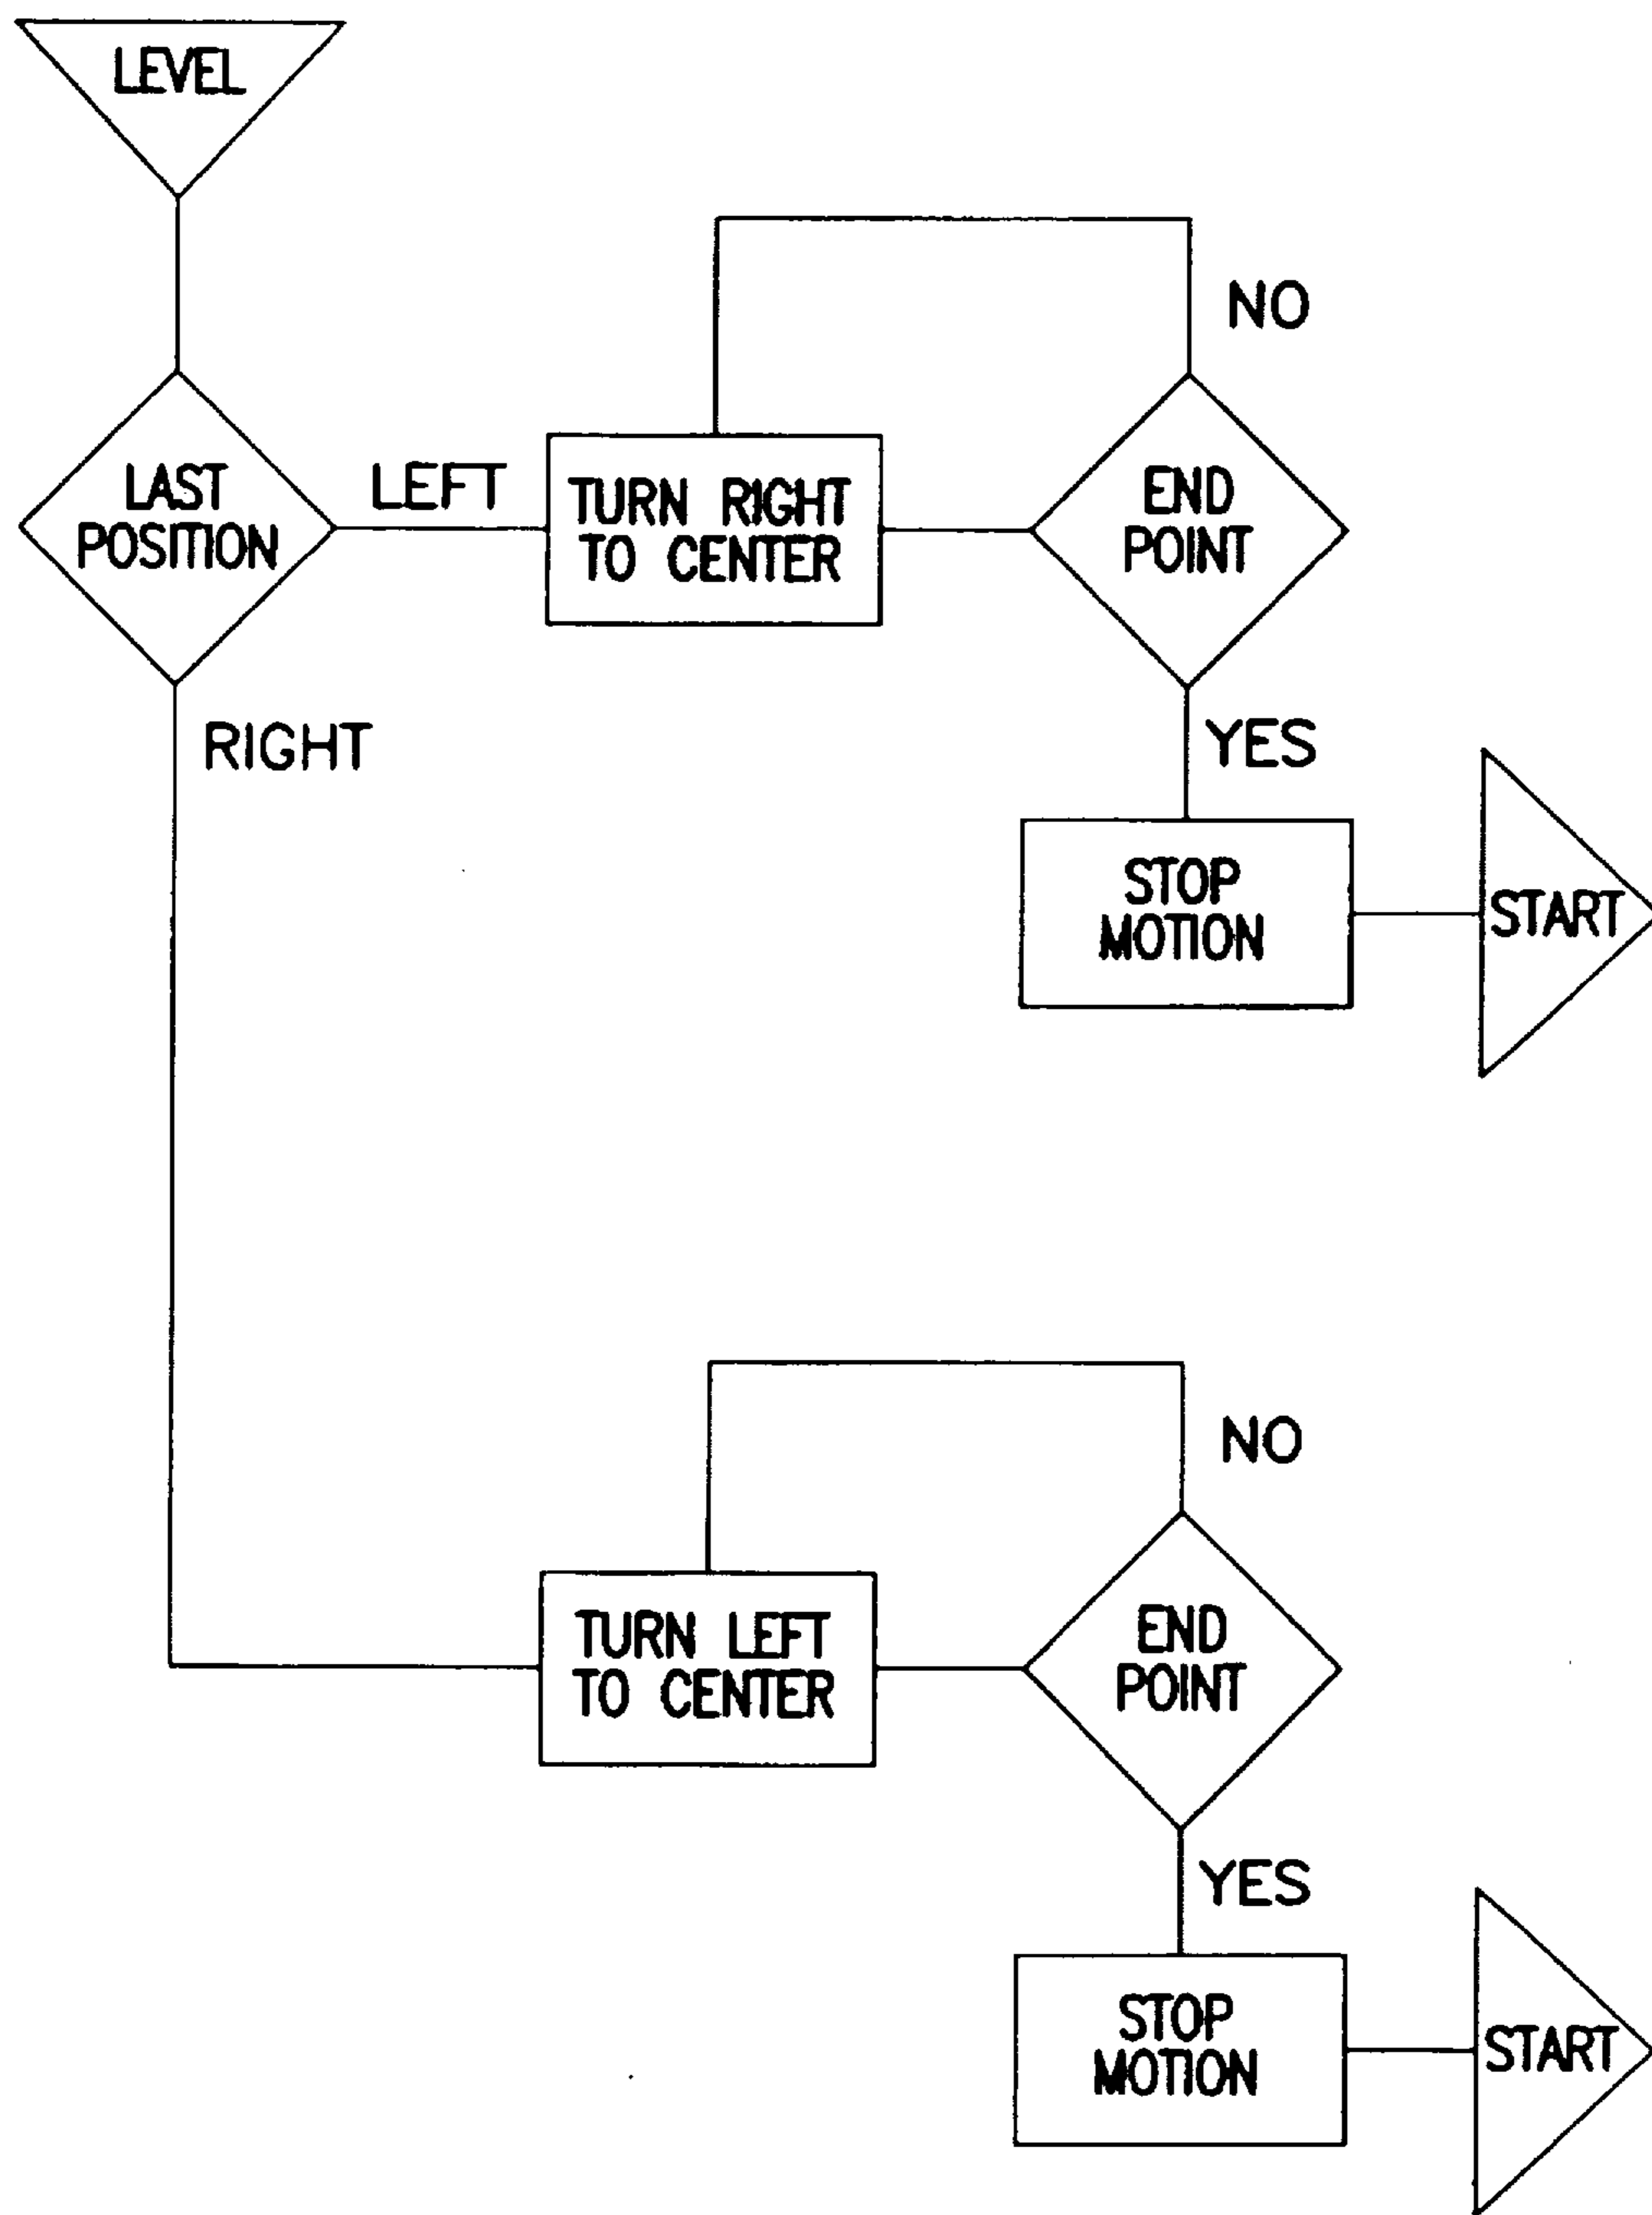 LEVEL
LAST
POSITION
LEFT
TURN RIGHT
TO CENTER
NO
END
POINT
YES
STOP
MOTION
START
RIGHT
TURN LEFT
TO CENTER
NO
END
POINT
YES
STOP
MOTION
START